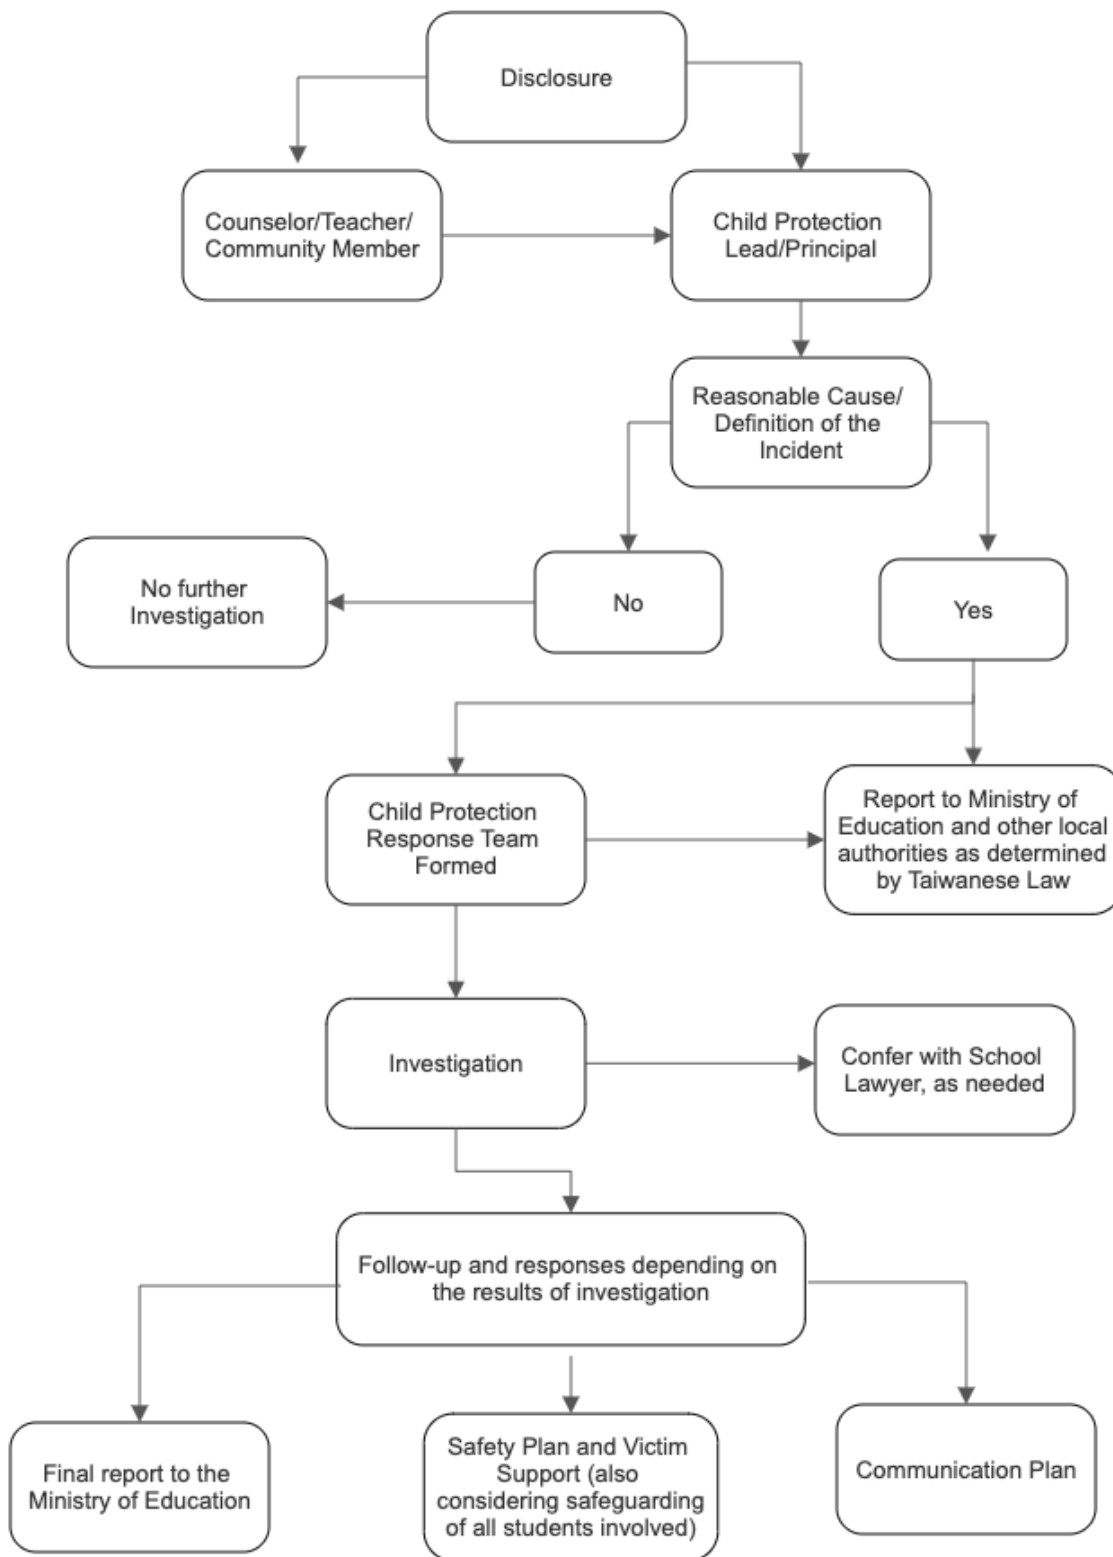 Disclosure
Counselor/Teacher/
Community Member
Child Protection
Lead/Principal
Reasonable Cause/
Definition of the
Incident
No further
Investigation
No
Yes
Child Protection
Response Team
Formed
Report to Ministry of
Education and other local
authorities as determined
by Taiwanese Law
Investigation
Confer with School
Lawyer, as needed
Follow-up and responses depending on
the results of investigation
Final report to the
Ministry of Education
Safety Plan and Victim
Support (also
considering safeguarding
of all students involved)
Communication Plan